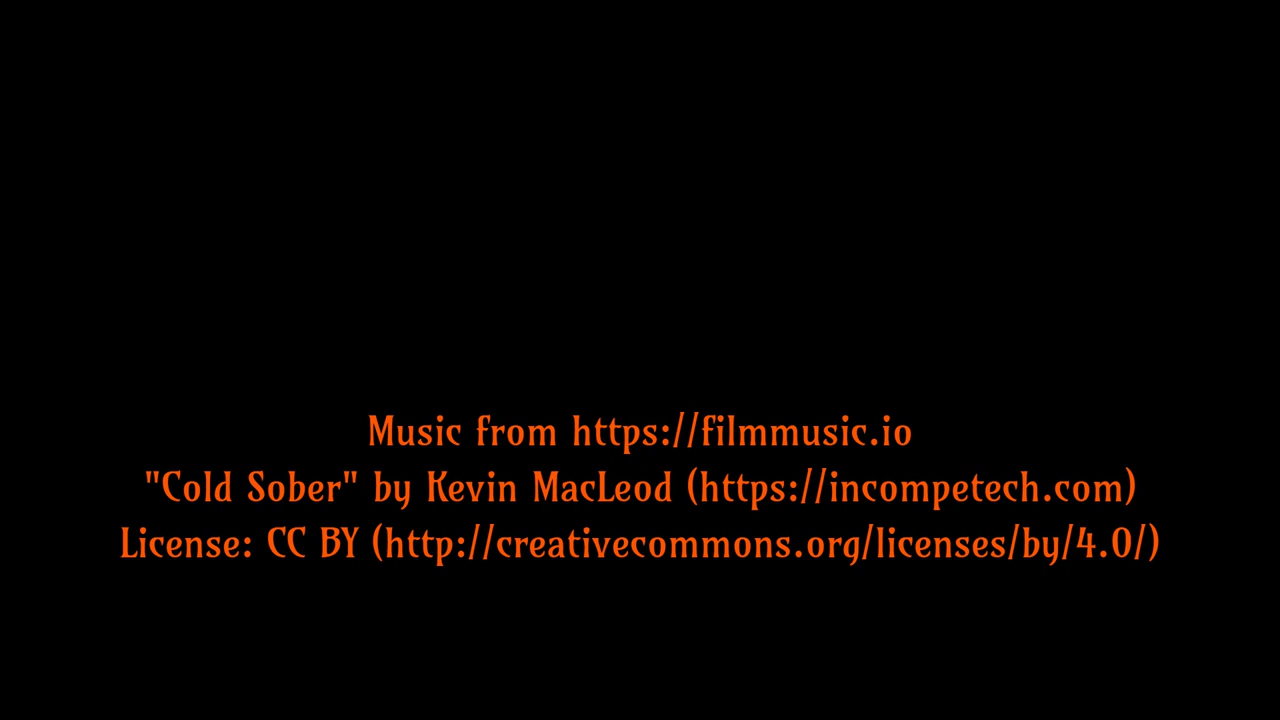 Music from https://filmmusic.io
"Cold Sober" by Kevin MacLeod (https://incompetech.com)
License: CC BY (http://creativecommons.org/licenses/by/4.0/)